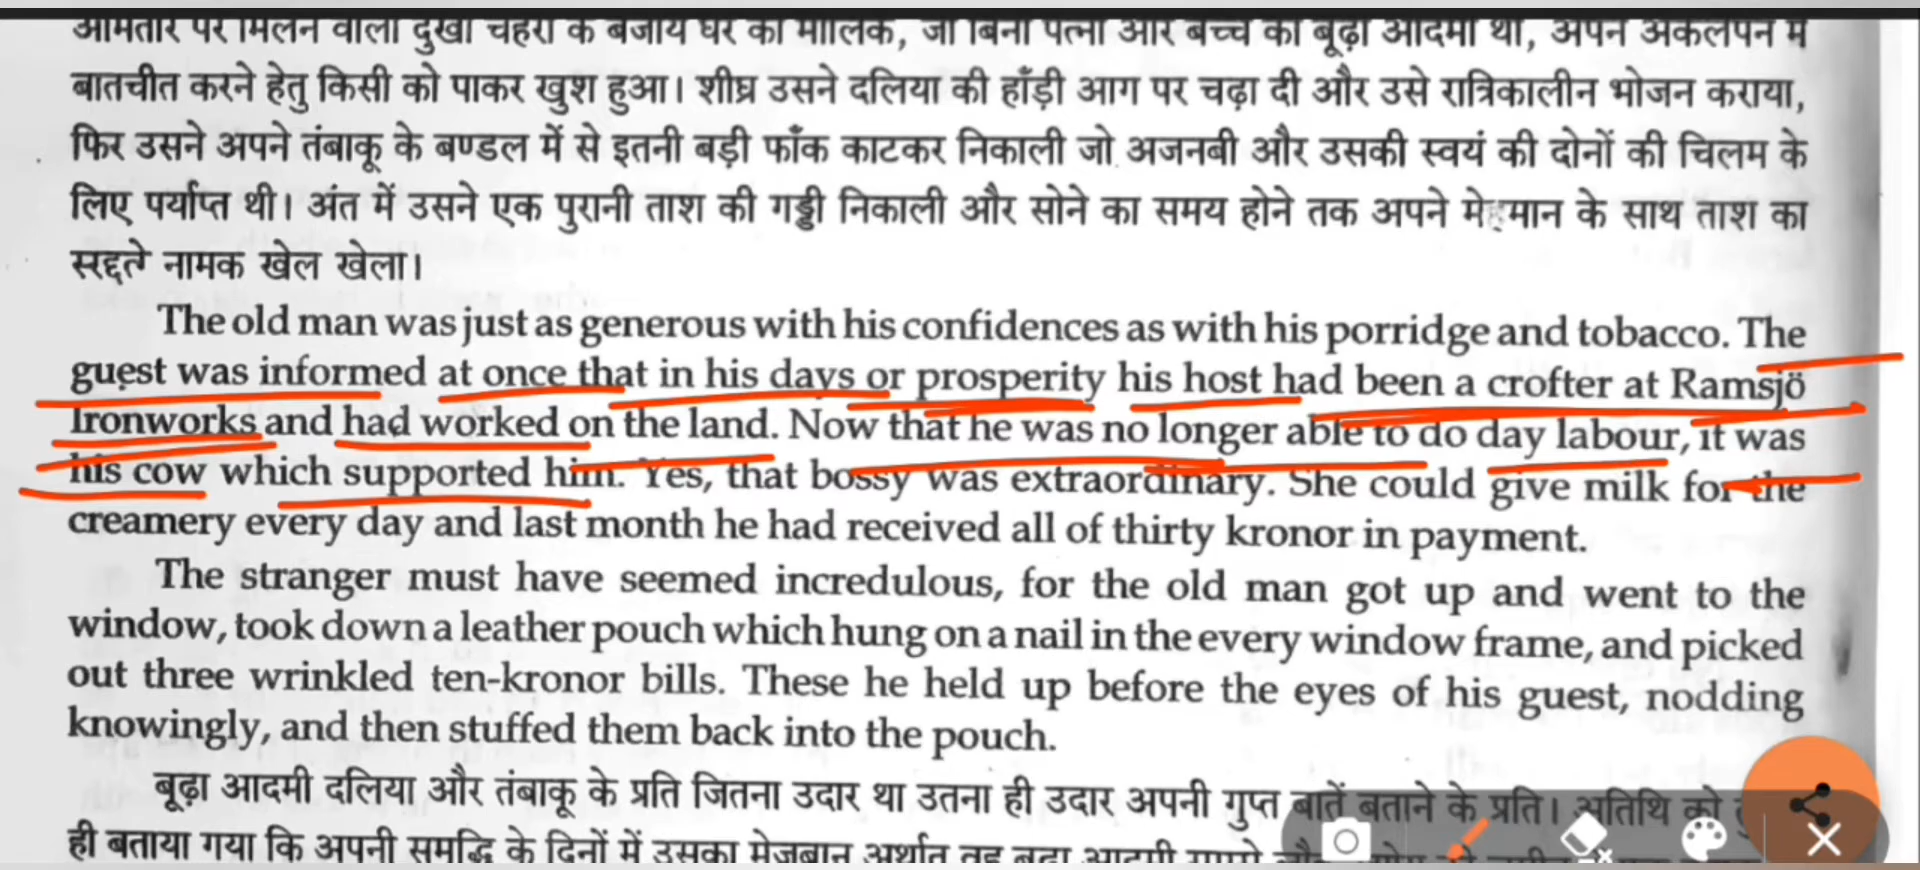 आमतौर पर मिलने वाले दुखी चेहरों के बजाय घर का मालिक, जो बिना पत्नी और बच्चे का बूढ़ा आदमी था, अपने अकेलेपन में
बातचीत करने हेतु किसी को पाकर खुश हुआ। शीघ्र उसने दलिया की हाँड़ी आग पर चढ़ा दी और उसे रात्रिकालीन भोजन कराया,
फिर उसने अपने तंबाकू के बण्डल में से इतनी बड़ी फाँक काटकर निकाली जो अजनबी और उसकी स्वयं की दोनों की चिलम के
लिए पर्याप्त थी। अंत में उसने एक पुरानी ताश की गड्डी निकाली और सोने का समय होने तक अपने मेहमान के साथ ताश का
नामक खेल खेला।
The old man was just as generous with his confidences as with his porridge and tobacco. The
guest was informed at once that in his days or prosperity his host had been a crofter at Ramsjö
Ironworks and had worked on the land. Now that he was no longer able to do day labour, it was
his cow which supported him. Yes, that bossy was extraordinary. She could give milk for the
creamery every day and last month he had received all of thirty kronor in payment.
The stranger must have seemed incredulous, for the old man got up and went to the
window, took down a leather pouch which hung on a nail in the every window frame, and picked
out three wrinkled ten-kronor bills. These he held up before the eyes of his guest, nodding
knowingly, and then stuffed them back into the pouch.
बूढ़ा आदमी दलिया और तंबाकू के प्रति जितना उदार था उतना ही उदार अपनी गुप्त बातें बताने के प्रति। अतिथि को
ही बताया गया कि अपनी समृद्धि के दिनों में उसका मेजबान अर्थात् वह बूढ़ा आदमी